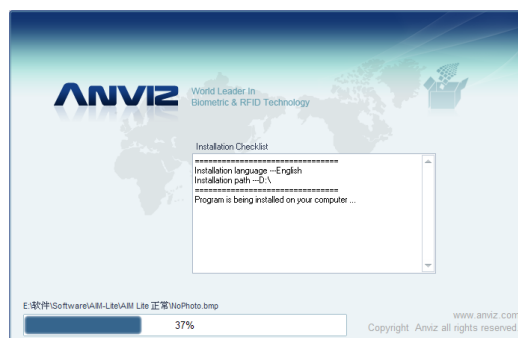 ANVIZ
World Leader in
Biometric & RFID Technology
Installation Checklist
================================
Installation language ---English
Installation path ---D:\
================================
Program is being installed on your computer ...
E:\软件\Software\AIM-Lite\AIM Lite 正常\NoPhoto.bmp
37%
www.anviz.com
Copyright Anviz all rights reserved.